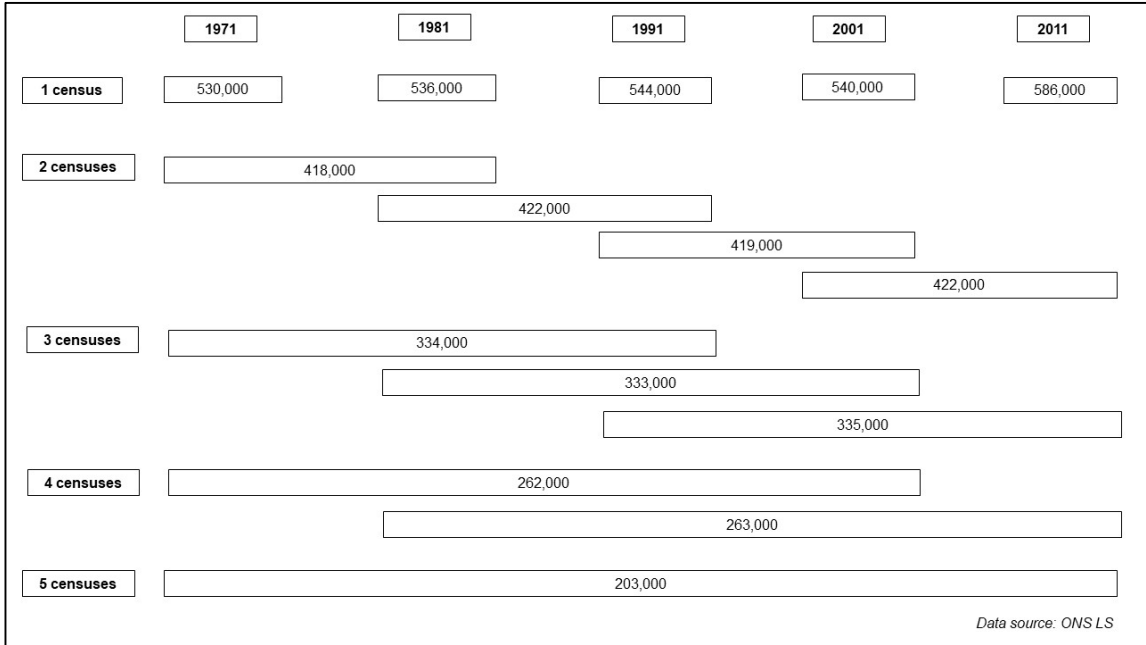 1971 1981 1991 2001 2011
1 census 530,000 536,000 544,000 540,000 586,000
2 censuses 418,000
422,000
419,000
422,000
3 censuses 334,000
333,000
335,000
4 censuses 262,000
263,000
5 censuses 203,000
Data source: ONS LS